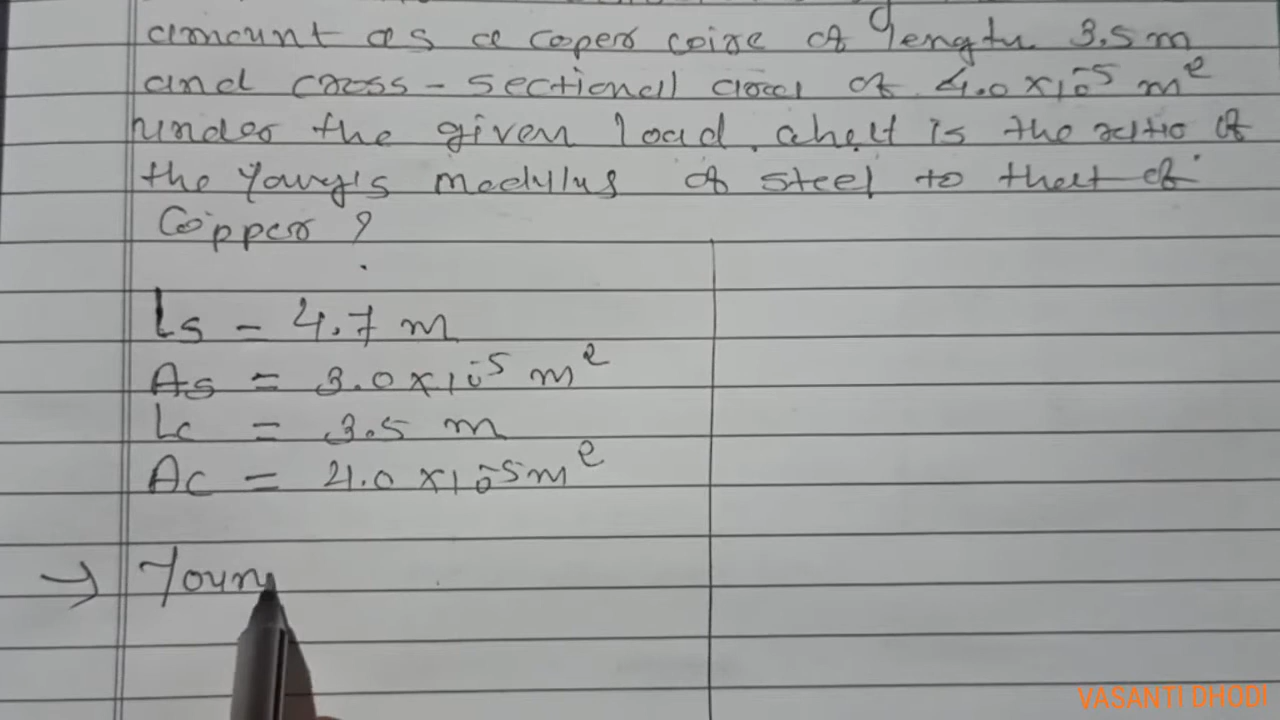 amount as a coper wire of length 3.5 m
and cross-sectional area of 4.0 x 10⁻⁵ m²
under the given load. what is the ratio of
the Young's modulus of steel to that of
Copper ?
Ls - 4.7 m
As = 3.0 x 10⁻⁵ m²
Lc = 3.5 m
Ac = 4.0 x 10⁻⁵ m²
→ Young
VASANTI DHODI